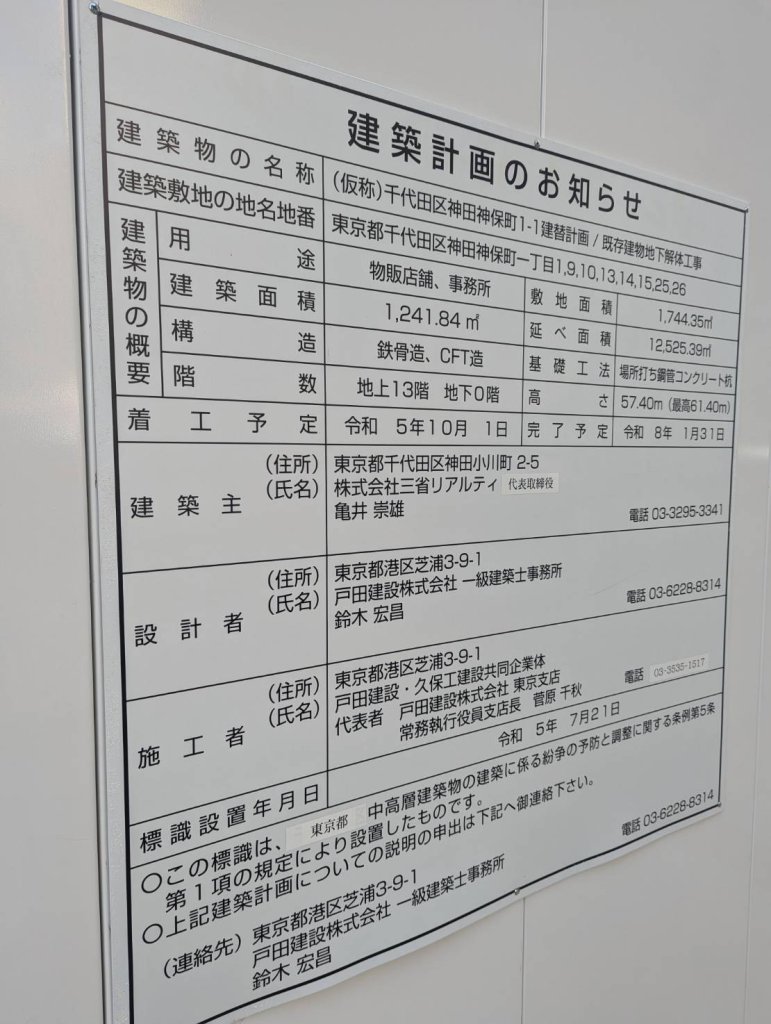 建築計画のお知らせ
建築物の名称 (仮称)千代田区神田神保町1-1建替計画 / 既存建物地下解体工事
建築敷地の地名地番 東京都千代田区神田神保町一丁目1,9,10,13,14,15,25,26
建築物の概要
用途 物販店舗、事務所 敷地面積 1,744.35㎡
建築面積 1,241.84 ㎡ 延べ面積 12,525.39㎡
構造 鉄骨造、CFT造 基礎工法 場所打ち鋼管コンクリート杭
階数 地上13階 地下0階 高さ 57.40m (最高61.40m)
着工予定 令和 5年10月 1日 完了予定 令和 8年 1月31日
建築主 (住所) 東京都千代田区神田小川町 2-5
(氏名) 株式会社三省リアルティ 代表取締役
亀井 崇雄 電話 03-3295-3341
設計者 (住所) 東京都港区芝浦3-9-1
(氏名) 戸田建設株式会社 一級建築士事務所
鈴木 宏昌 電話 03-6228-8314
施工者 (住所) 東京都港区芝浦3-9-1
(氏名) 戸田建設・久保工建設共同企業体
代表者 戸田建設株式会社 東京支店 電話 03-3535-1517
常務執行役員支店長 菅原 千秋
標識設置年月日 令和 5年 7月21日
○この標識は、東京都 中高層建築物の建築に係る紛争の予防と調整に関する条例第5条
第1項の規定により設置したものです。
○上記建築計画についての説明の申出は下記へ御連絡下さい。
(連絡先) 東京都港区芝浦3-9-1 電話 03-6228-8314
戸田建設株式会社 一級建築士事務所
鈴木 宏昌